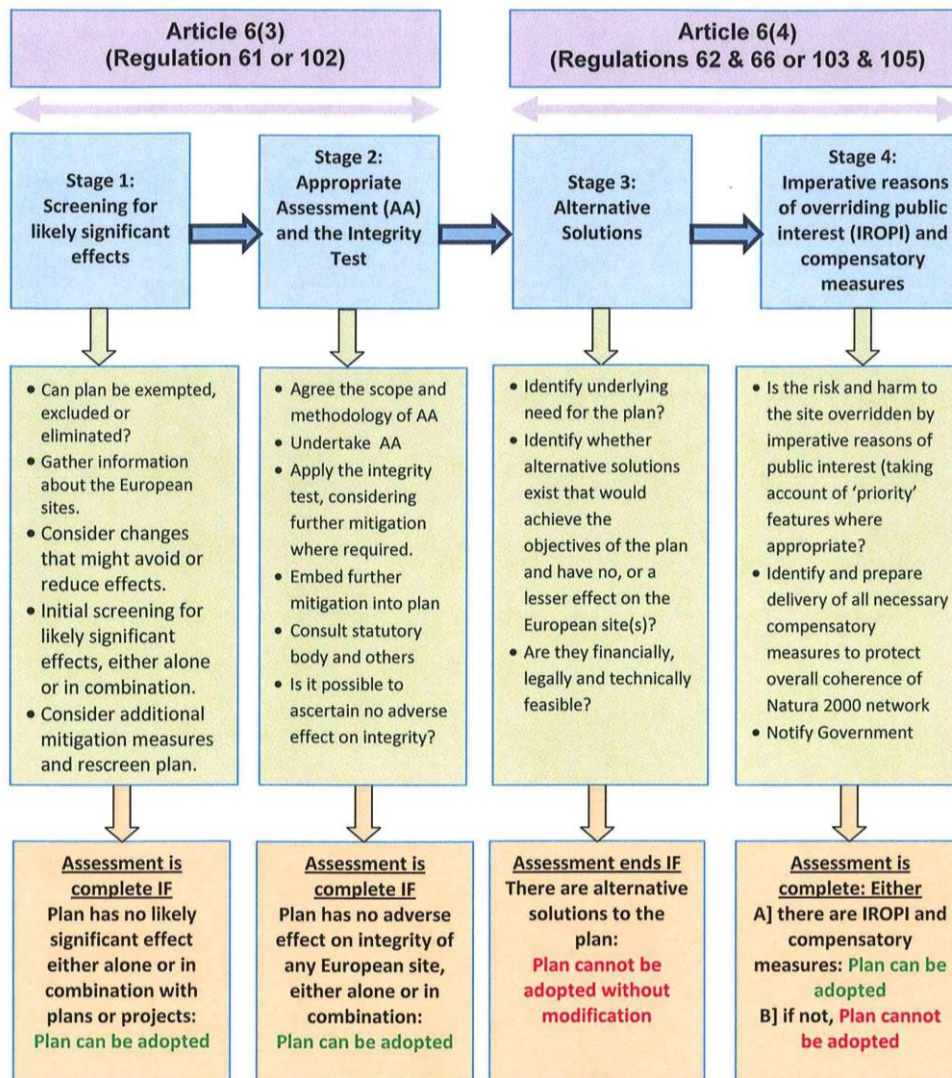 Article 6(3)
(Regulation 61 or 102)
Article 6(4)
(Regulations 62 & 66 or 103 & 105)
Stage 1:
Screening for
likely significant
effects
Stage 2:
Appropriate
Assessment (AA)
and the Integrity
Test
Stage 3:
Alternative
Solutions
Stage 4:
Imperative reasons
of overriding public
interest (IROPI) and
compensatory
measures
• Can plan be exempted,
excluded or
eliminated?
• Gather information
about the European
sites.
• Consider changes
that might avoid or
reduce effects.
• Initial screening for
likely significant
effects, either alone
or in combination.
• Consider additional
mitigation measures
and rescreen plan.
• Agree the scope and
methodology of AA
• Undertake AA
• Apply the integrity
test, considering
further mitigation
where required.
• Embed further
mitigation into plan
• Consult statutory
body and others
• Is it possible to
ascertain no adverse
effect on integrity?
• Identify underlying
need for the plan?
• Identify whether
alternative solutions
exist that would
achieve the
objectives of the plan
and have no, or a
lesser effect on the
European site(s)?
• Are they financially,
legally and technically
feasible?
• Is the risk and harm to
the site overridden by
imperative reasons of
public interest (taking
account of ‘priority’
features where
appropriate?
• Identify and prepare
delivery of all necessary
compensatory
measures to protect
overall coherence of
Natura 2000 network
• Notify Government
Assessment is
complete IF
Plan has no likely
significant effect
either alone or in
combination with
plans or projects:
Plan can be adopted
Assessment is
complete IF
Plan has no adverse
effect on integrity of
any European site,
either alone or in
combination:
Plan can be adopted
Assessment ends IF
There are alternative
solutions to the
plan:
Plan cannot be
adopted without
modification
Assessment is
complete: Either
A] there are IROPI and
compensatory
measures: Plan can be
adopted
B] if not, Plan cannot
be adopted